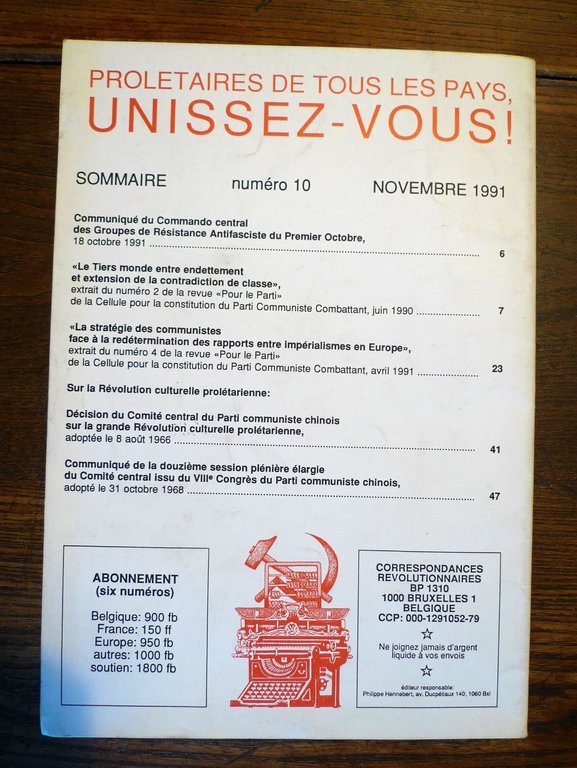 PROLETAIRES DE TOUS LES PAYS,
UNISSEZ-VOUS!
SOMMAIRE numéro 10 NOVEMBRE 1991
Communiqué du Commando central
des Groupes de Résistance Antifasciste du Premier Octobre,
18 octobre 1991 ........ 6
«Le Tiers monde entre endettement
et extension de la contradiction de classe»,
extrait du numéro 2 de la revue «Pour le Parti»
de la Cellule pour la constitution du Parti Communiste Combattant, juin 1990 ........ 7
«La stratégie des communistes
face à la redétermination des rapports entre impérialismes en Europe»,
extrait du numéro 4 de la revue «Pour le Parti»
de la Cellule pour la constitution du Parti Communiste Combattant, avril 1991 ........ 23
Sur la Révolution culturelle prolétarienne:
Décision du Comité central du Parti communiste chinois
sur la grande Révolution culturelle prolétarienne,
adoptée le 8 août 1966 ........ 41
Communiqué de la douzième session plénière élargie
du Comité central issu du VIIIe Congrès du Parti communiste chinois,
adopté le 31 octobre 1968 ........ 47
ABONNEMENT
(six numéros)
Belgique: 900 fb
France: 150 ff
Europe: 950 fb
autres: 1000 fb
soutien: 1800 fb
CORRESPONDANCES
REVOLUTIONNAIRES
BP 1310
1000 BRUXELLES 1
BELGIQUE
CCP: 000-1291052-79
Ne joignez jamais d'argent
liquide à vos envois
éditeur responsable:
Philippe Hennebert, av. Ducpétiaux 140, 1060 Bxl